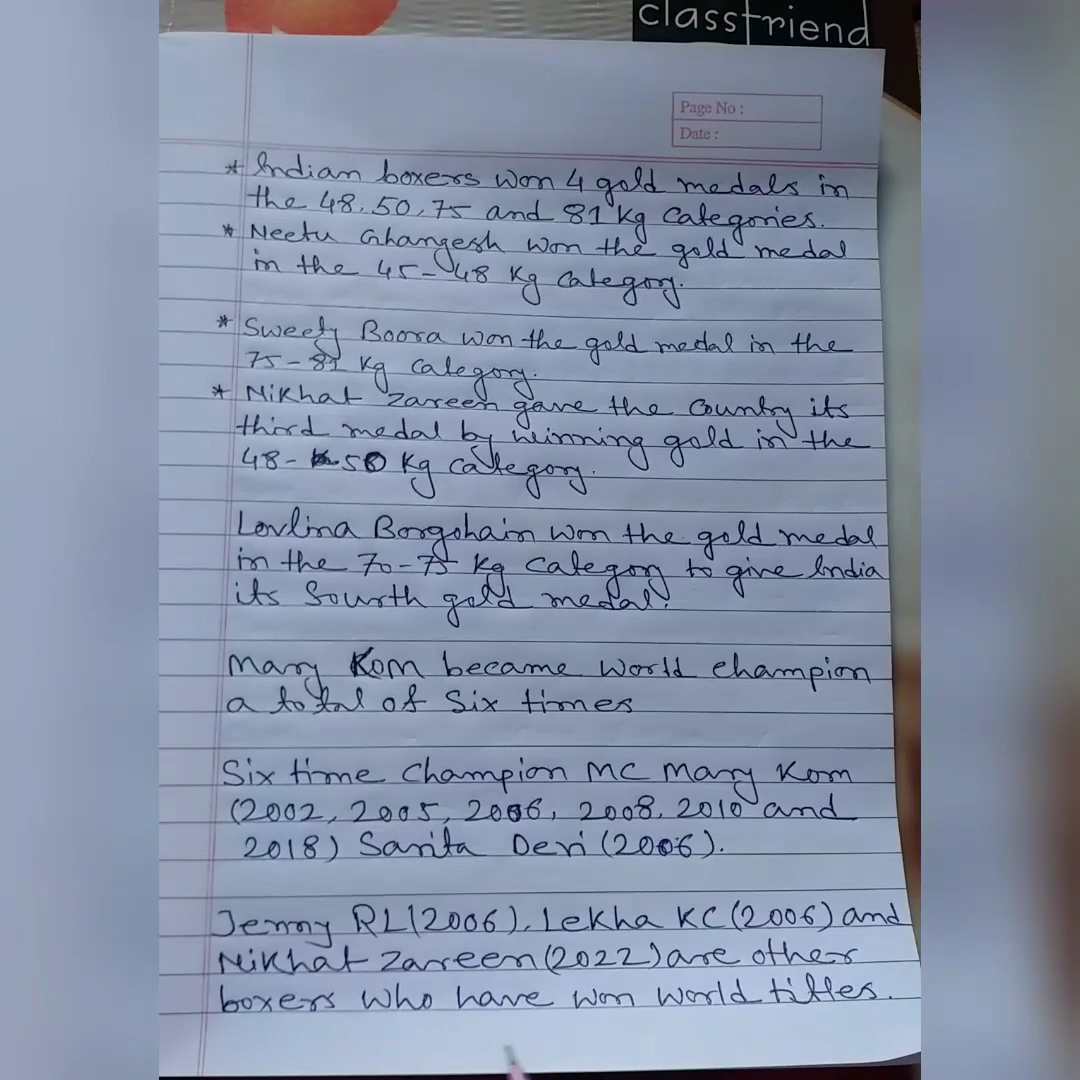 classfriend
Page No :
Date :
* Indian boxers won 4 gold medals in
the 48, 50, 75 and 81 kg categories.
* Neetu Ghangesh won the gold medal
in the 45-48 kg category.
* Sweety Boora won the gold medal in the
75-81 kg category.
* Nikhat Zareen gave the country its
third medal by winning gold in the
48-50 kg category.
Lovlina Borgohain won the gold medal
in the 70-75 kg category to give India
its fourth gold medal.
Mary Kom became world champion
a total of six times
Six time champion MC Mary Kom
(2002, 2005, 2006, 2008, 2010 and
2018) Sarita Devi (2006).
Jenny RL (2006), Lekha KC (2006) and
Nikhat Zareen (2022) are other
boxers who have won world titles.